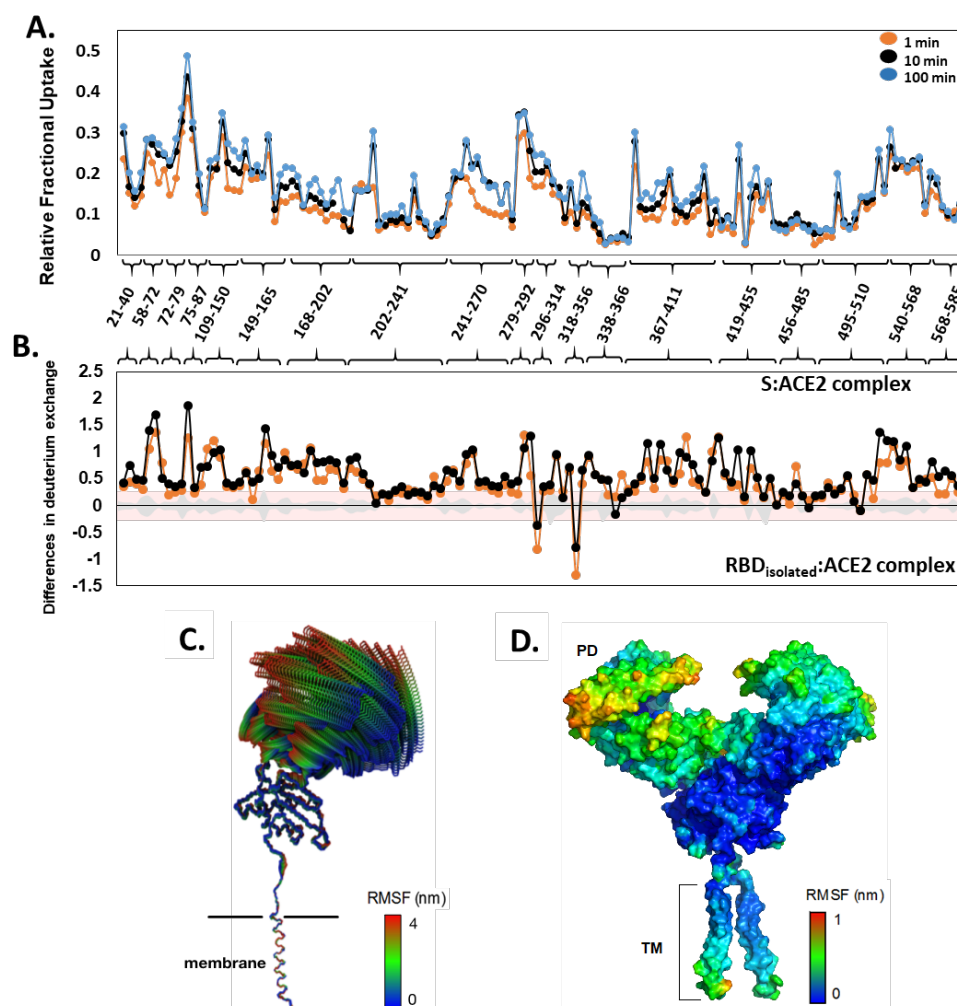 A.
Relative Fractional Uptake
0.5
0.4
0.3
0.2
0.1
0
1 min
10 min
100 min
21-40
58-72
72-79
75-87
109-150
149-165
168-202
202-241
241-270
279-292
296-314
318-356
338-366
367-411
419-455
456-485
495-510
540-568
568-585
B.
Differences in deuterium exchange
2.5
2
1.5
1
0.5
0
-0.5
-1
-1.5
S:ACE2 complex
RBDisolated:ACE2 complex
C.
RMSF (nm)
4
0
membrane
D.
PD
TM
RMSF (nm)
1
0